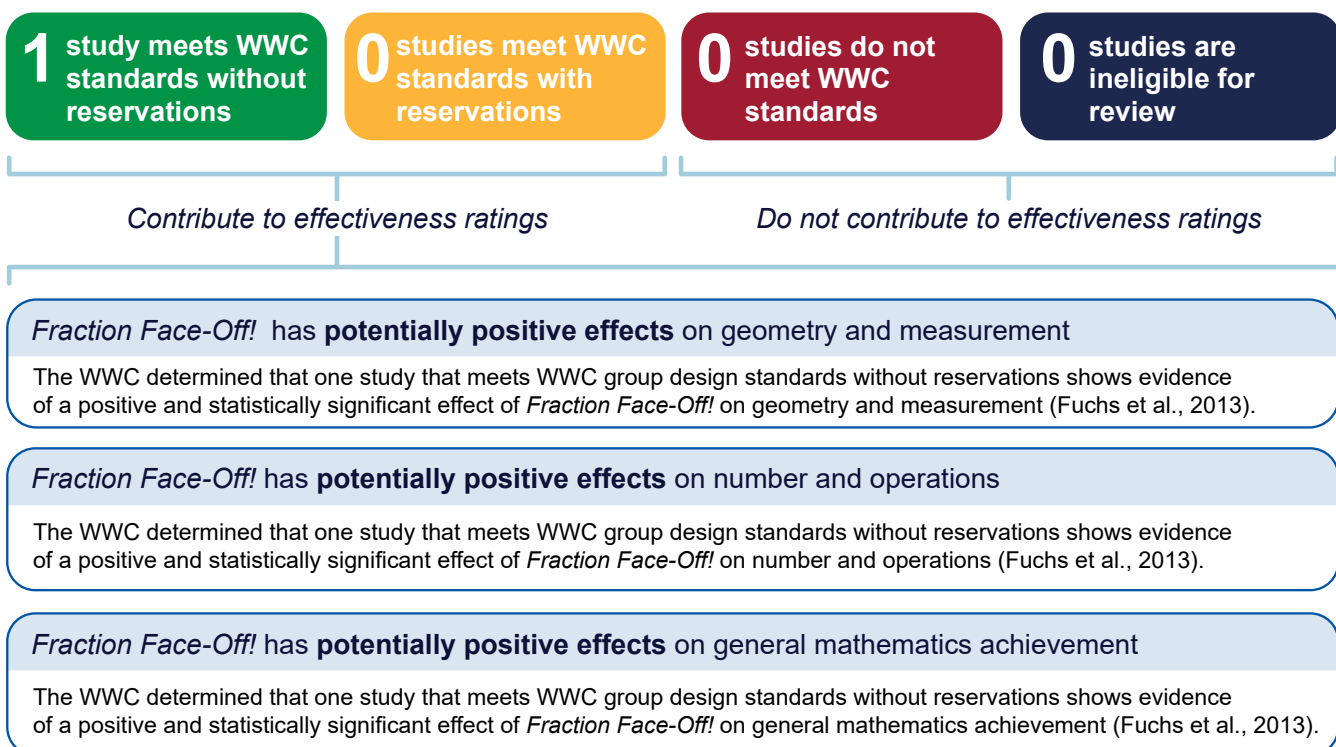 1 study meets WWC
standards without
reservations
0 studies meet WWC
standards with
reservations
0 studies do not
meet WWC
standards
0 studies are
ineligible for
review
Contribute to effectiveness ratings
Do not contribute to effectiveness ratings
Fraction Face-Off! has potentially positive effects on geometry and measurement
The WWC determined that one study that meets WWC group design standards without reservations shows evidence
of a positive and statistically significant effect of Fraction Face-Off! on geometry and measurement (Fuchs et al., 2013).
Fraction Face-Off! has potentially positive effects on number and operations
The WWC determined that one study that meets WWC group design standards without reservations shows evidence
of a positive and statistically significant effect of Fraction Face-Off! on number and operations (Fuchs et al., 2013).
Fraction Face-Off! has potentially positive effects on general mathematics achievement
The WWC determined that one study that meets WWC group design standards without reservations shows evidence
of a positive and statistically significant effect of Fraction Face-Off! on general mathematics achievement (Fuchs et al., 2013).